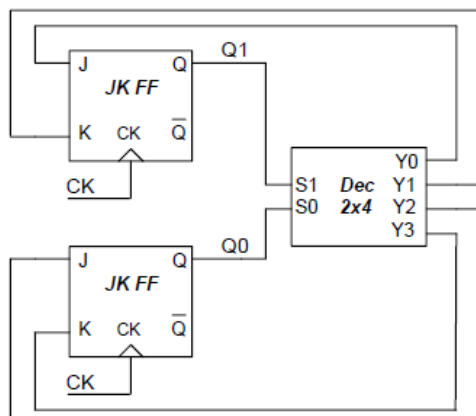 J Q Q1
JK FF
K CK Q
CK
Y0
S1 Dec Y1
S0 2x4 Y2
Y3
J Q Q0
JK FF
K CK Q
CK